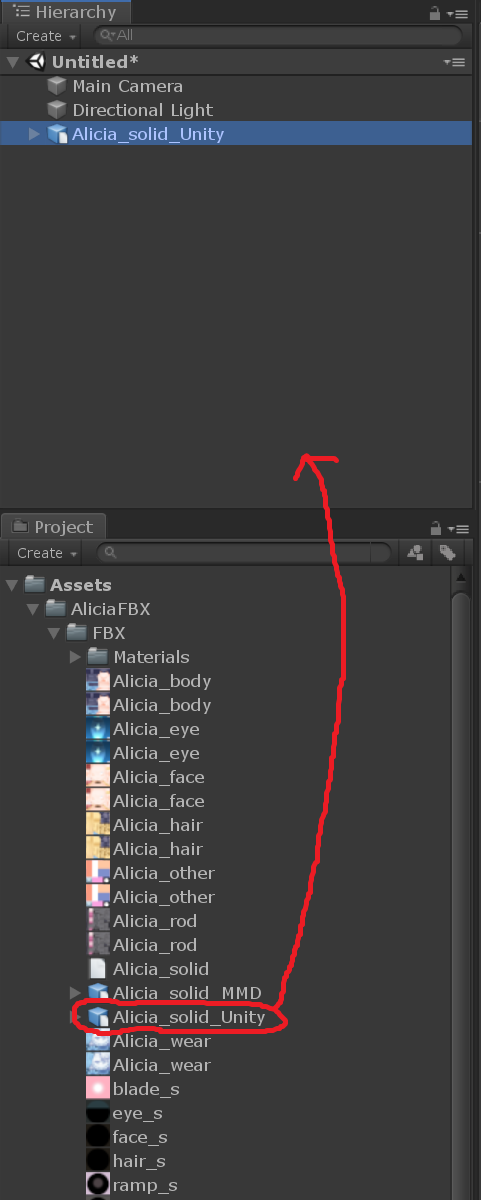 Hierarchy
Create
All
Untitled*
Main Camera
Directional Light
Alicia_solid_Unity
Project
Create
Assets
AliciaFBX
FBX
Materials
Alicia_body
Alicia_body
Alicia_eye
Alicia_eye
Alicia_face
Alicia_face
Alicia_hair
Alicia_hair
Alicia_other
Alicia_other
Alicia_rod
Alicia_rod
Alicia_solid
Alicia_solid_MMD
Alicia_solid_Unity
Alicia_wear
Alicia_wear
blade_s
eye_s
face_s
hair_s
ramp_s